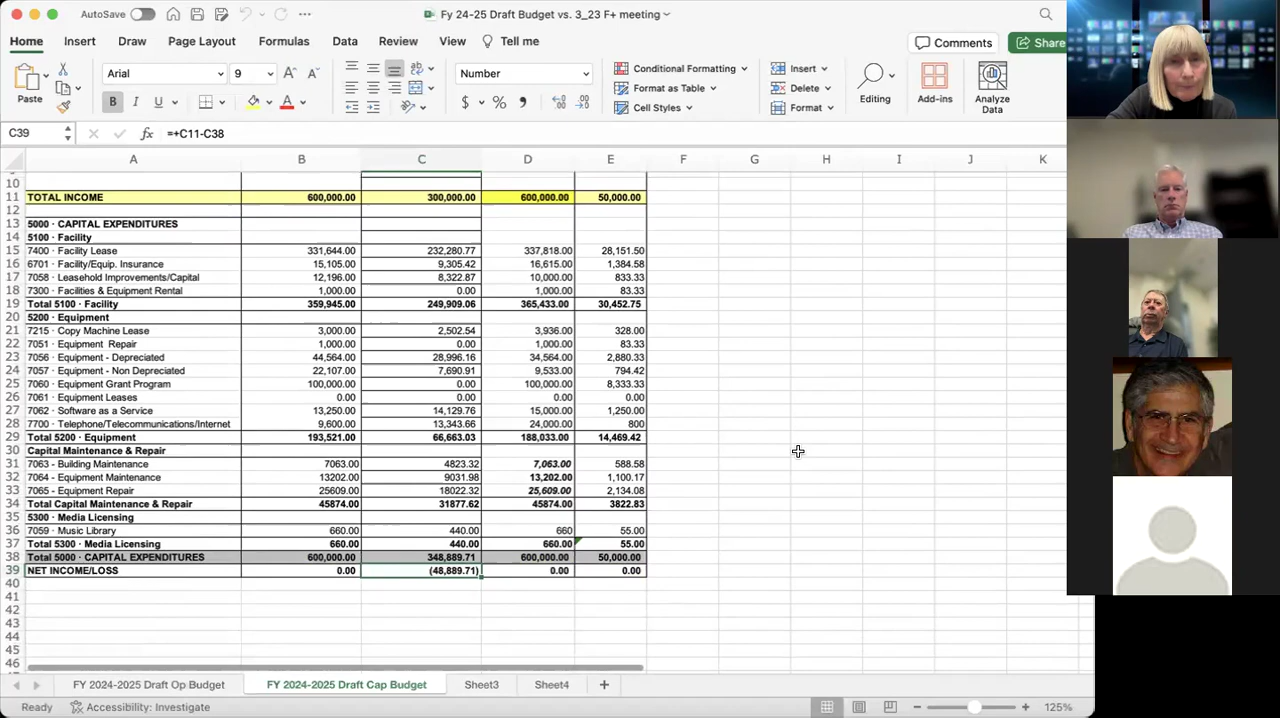 AutoSave
Fy 24-25 Draft Budget vs. 3_23 F+ meeting
Home Insert Draw Page Layout Formulas Data Review View Tell me Comments Share
Paste Arial 9 Number Conditional Formatting Format as Table Cell Styles Insert Delete Format Editing Add-ins Analyze Data
C39 fx =+C11-C38
A B C D E F G H I J K
10
11 TOTAL INCOME 600,000.00 300,000.00 600,000.00 50,000.00
12
13 5000 · CAPITAL EXPENDITURES
14 5100 · Facility
15 7400 · Facility Lease 331,644.00 232,280.77 337,818.00 28,151.50
16 6701 · Facility/Equip. Insurance 15,105.00 9,305.42 16,615.00 1,384.58
17 7058 · Leasehold Improvements/Capital 12,196.00 8,322.87 10,000.00 833.33
18 7300 · Facilities & Equipment Rental 1,000.00 0.00 1,000.00 83.33
19 Total 5100 · Facility 359,945.00 249,909.06 365,433.00 30,452.75
20 5200 · Equipment
21 7215 · Copy Machine Lease 3,000.00 2,502.54 3,936.00 328.00
22 7051 · Equipment Repair 1,000.00 0.00 1,000.00 83.33
23 7056 · Equipment - Depreciated 44,564.00 28,996.16 34,564.00 2,880.33
24 7057 · Equipment - Non Depreciated 22,107.00 7,690.91 9,533.00 794.42
25 7060 · Equipment Grant Program 100,000.00 0.00 100,000.00 8,333.33
26 7061 · Equipment Leases 0.00 0.00 0.00 0.00
27 7062 · Software as a Service 13,250.00 14,129.76 15,000.00 1,250.00
28 7700 · Telephone/Telecommunications/Internet 9,600.00 13,343.66 24,000.00 800
29 Total 5200 · Equipment 193,521.00 66,663.03 188,033.00 14,469.42
30 Capital Maintenance & Repair
31 7063 - Building Maintenance 7063.00 4823.32 7,063.00 588.58
32 7064 - Equipment Maintenance 13202.00 9031.98 13,202.00 1,100.17
33 7065 - Equipment Repair 25609.00 18022.32 25,609.00 2,134.08
34 Total Capital Maintenance & Repair 45874.00 31877.62 45874.00 3822.83
35 5300 · Media Licensing
36 7059 · Music Library 660.00 440.00 660 55.00
37 Total 5300 · Media Licensing 660.00 440.00 660.00 55.00
38 Total 5000 · CAPITAL EXPENDITURES 600,000.00 348,889.71 600,000.00 50,000.00
39 NET INCOME/LOSS 0.00 (48,889.71) 0.00 0.00
40
41
42
43
44
45
46
FY 2024-2025 Draft Op Budget FY 2024-2025 Draft Cap Budget Sheet3 Sheet4
Ready Accessibility: Investigate 125%